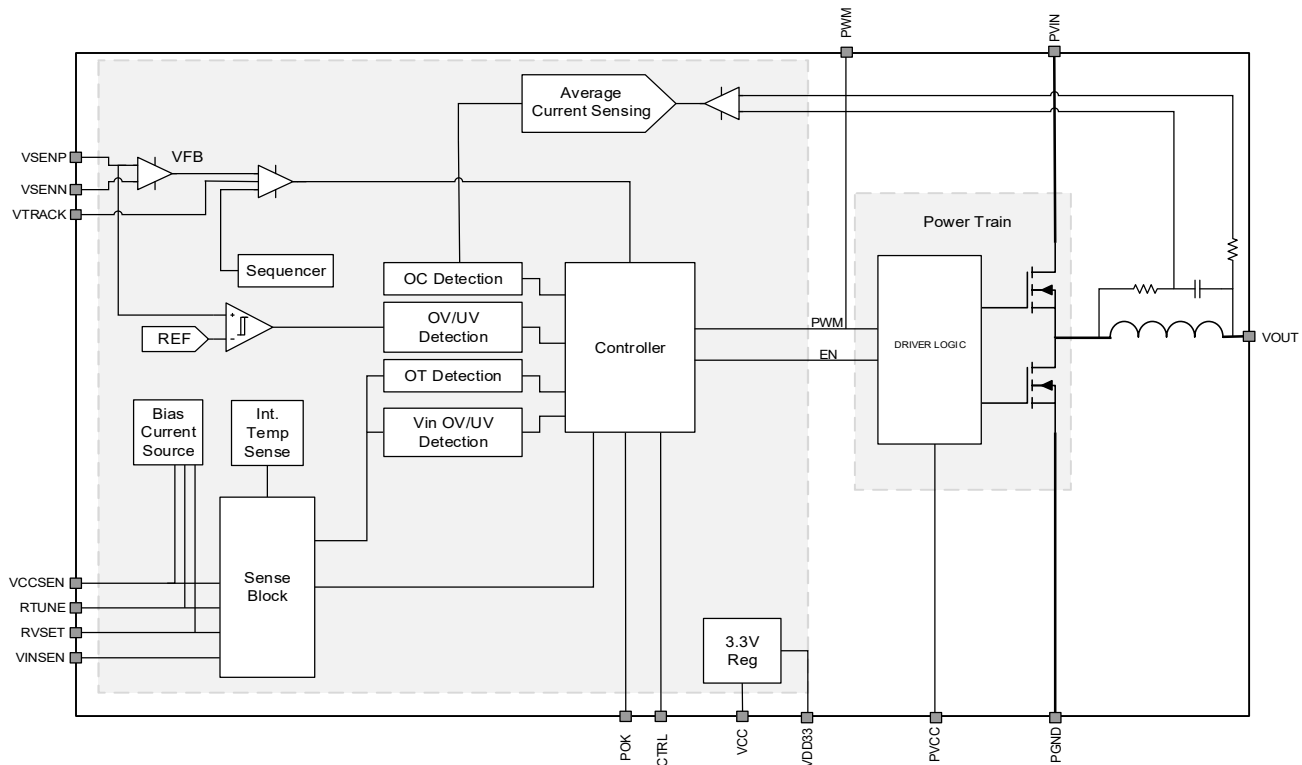 PWM
PVIN
Average
Current Sensing
VSENP
VFB
VSENN
VTRACK
Power Train
Sequencer
OC Detection
+
REF
-
OV/UV
Detection
Controller
PWM
DRIVER LOGIC
VOUT
EN
OT Detection
Bias
Current
Source
Int.
Temp
Sense
Vin OV/UV
Detection
VCCSEN
RTUNE
RVSET
VINSEN
Sense
Block
3.3V
Reg
POK
CTRL
VCC
VDD33
PVCC
PGND